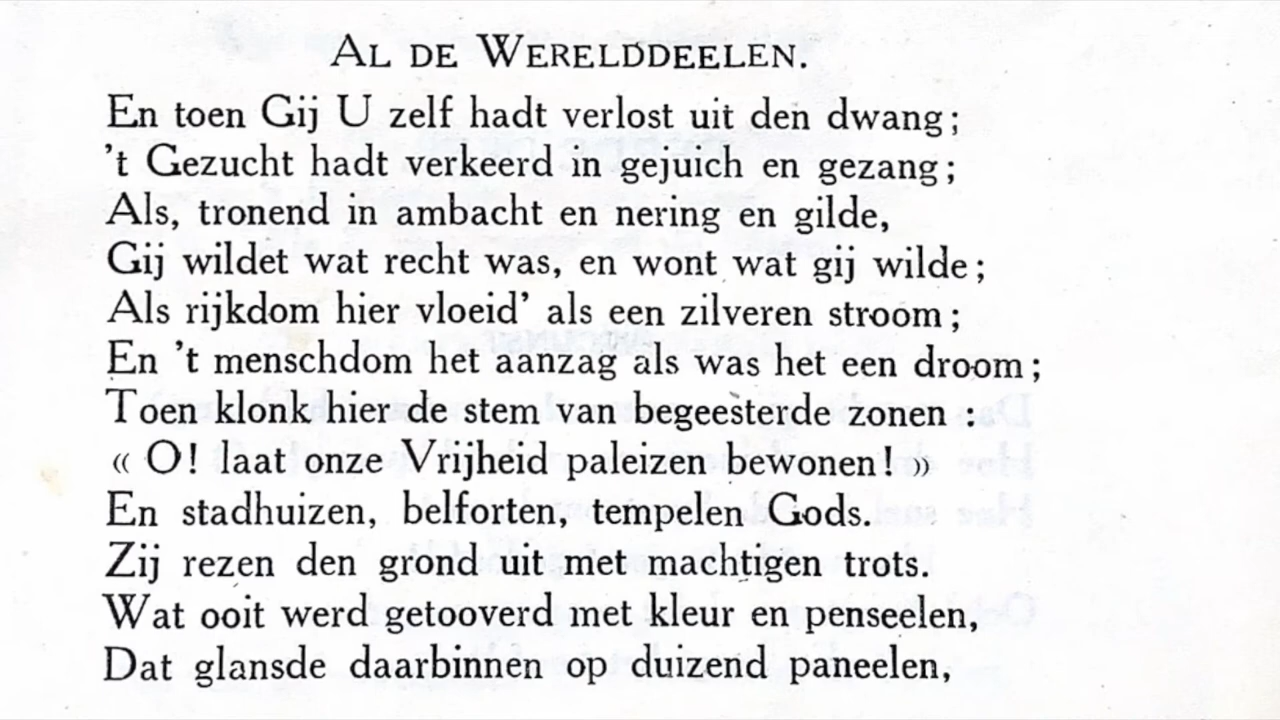 AL DE WERELDDEELEN.
En toen Gij U zelf hadt verlost uit den dwang;
't Gezucht hadt verkeerd in gejuich en gezang;
Als, tronend in ambacht en nering en gilde,
Gij wildet wat recht was, en wont wat gij wilde;
Als rijkdom hier vloeid' als een zilveren stroom;
En 't menschdom het aanzag als was het een droom;
Toen klonk hier de stem van begeesterde zonen :
« O! laat onze Vrijheid paleizen bewonen! »
En stadhuizen, belforten, tempelen Gods.
Zij rezen den grond uit met machtigen trots.
Wat ooit werd getooverd met kleur en penseelen,
Dat glansde daarbinnen op duizend paneelen,